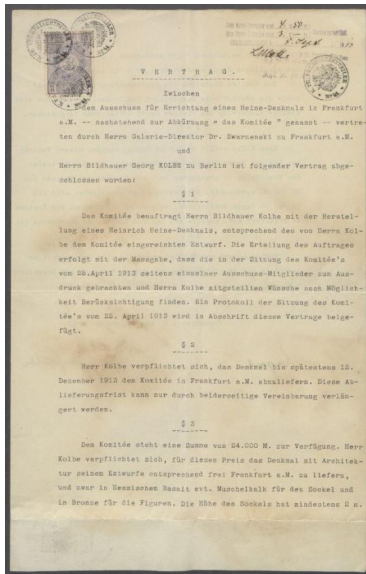 V E R T R A G .
Zwischen
dem Ausschuss für Errichtung eines Heine-Denkmals in Frankfurt
a.M. -- nachstehend zur Abkürzung " das Komitée " genannt -- vertre-
ten durch Herrn Galerie-Director Dr. Swarzenski zu Frankfurt a.M.
und
Herrn Bildhauer Georg KOLBE zu Berlin ist folgender Vertrag abge-
schlossen worden:
§ 1
Das Komitée beauftragt Herrn Bildhauer Kolbe mit der Herstel-
lung eines Heinrich Heine-Denkmals, entsprechend dem von Herrn Kol-
be dem Komitée eingereichten Entwurf. Die Erteilung des Auftrages
erfolgt mit der Massgabe, dass die in der Sitzung des Komitée's
vom 25.April 1913 seitens einzelner Ausschuss-Mitglieder zum Aus-
druck gebrachten und Herrn Kolbe mitgeteilten Wünsche nach Möglich-
keit Berücksichtigung finden. Ein Protokoll der Sitzung des Komi-
tée's vom 25. April 1913 wird in Abschrift diesem Vertrage beige-
fügt.
§ 2
Herr Kolbe verpflichtet sich, das Denkmal bis spätestens 12.
Dezember 1913 dem Komitée in Frankfurt a.M. abzuliefern. Diese Ab-
lieferungsfrist kann nur durch beiderseitige Vereinbarung verlän-
gert werden.
§ 3
Dem Komitée steht eine Summe von 24.000 M. zur Verfügung. Herr
Kolbe verpflichtet sich, für diesen Preis das Denkmal mit Architek-
tur seinem Entwurfe entsprechend frei Frankfurt a.M. zu liefern,
und zwar in Hessischem Basalt evt. Muschelkalk für den Sockel und
in Bronze für die Figuren. Die Höhe des Sockels hat mindestens 2 m.